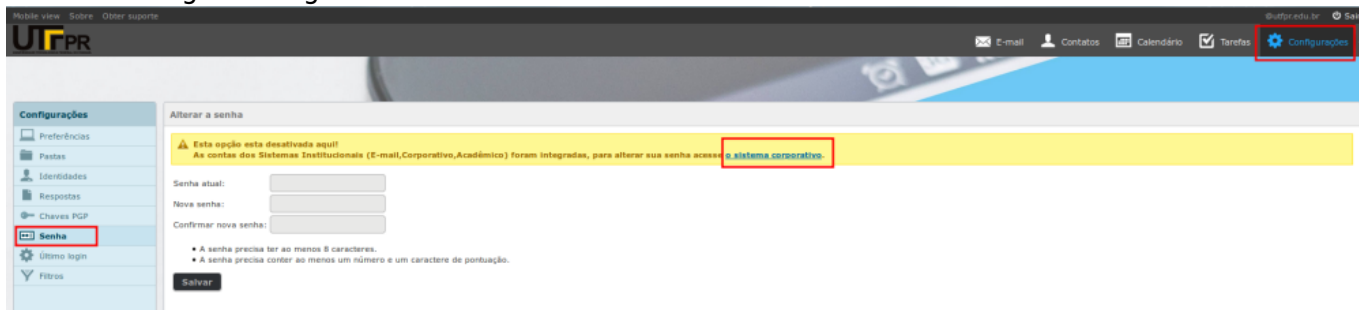 Mobile view Sobre Obter suporte
@utfpr.edu.br Sair
UTFPR
E-mail Contatos Calendário Tarefas Configurações
Configurações
Preferências
Pastas
Identidades
Respostas
Chaves PGP
Senha
Último login
Filtros
Alterar a senha
Esta opção esta desativada aqui!
As contas dos Sistemas Institucionais (E-mail,Corporativo,Acadêmico) foram integradas, para alterar sua senha acesse o sistema corporativo.
Senha atual:
Nova senha:
Confirmar nova senha:
• A senha precisa ter ao menos 8 caracteres.
• A senha precisa conter ao menos um número e um caractere de pontuação.
Salvar